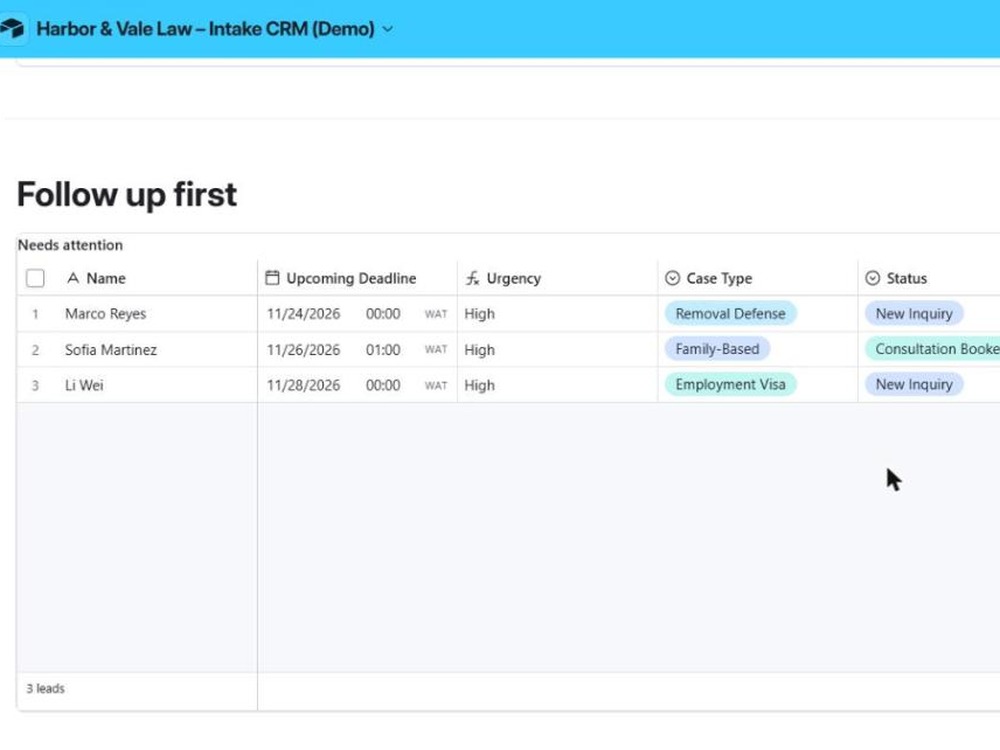 Harbor & Vale Law – Intake CRM (Demo)
Follow up first
Needs attention
Name Upcoming Deadline Urgency Case Type Status
1 Marco Reyes 11/24/2026 00:00 WAT High Removal Defense New Inquiry
2 Sofia Martinez 11/26/2026 01:00 WAT High Family-Based Consultation Booke
3 Li Wei 11/28/2026 00:00 WAT High Employment Visa New Inquiry
3 leads